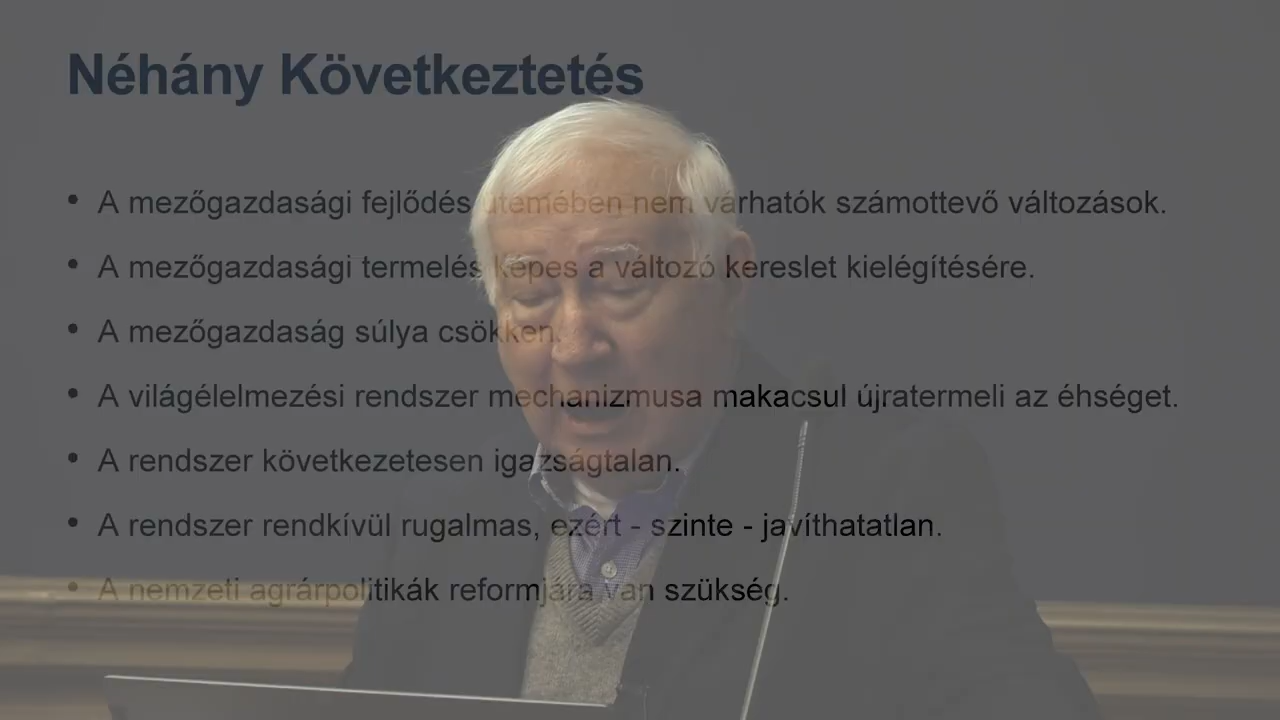 Néhány Következtetés
• A mezőgazdasági fejlődés ütemében nem várhatók számottevő változások.
• A mezőgazdasági termelés képes a változó kereslet kielégítésére.
• A mezőgazdaság súlya csökken.
• A világélelmezési rendszer mechanizmusa makacsul újratermeli az éhséget.
• A rendszer következetesen igazságtalan.
• A rendszer rendkívül rugalmas, ezért - szinte - javíthatatlan.
• A nemzeti agrárpolitikák reformjára van szükség.